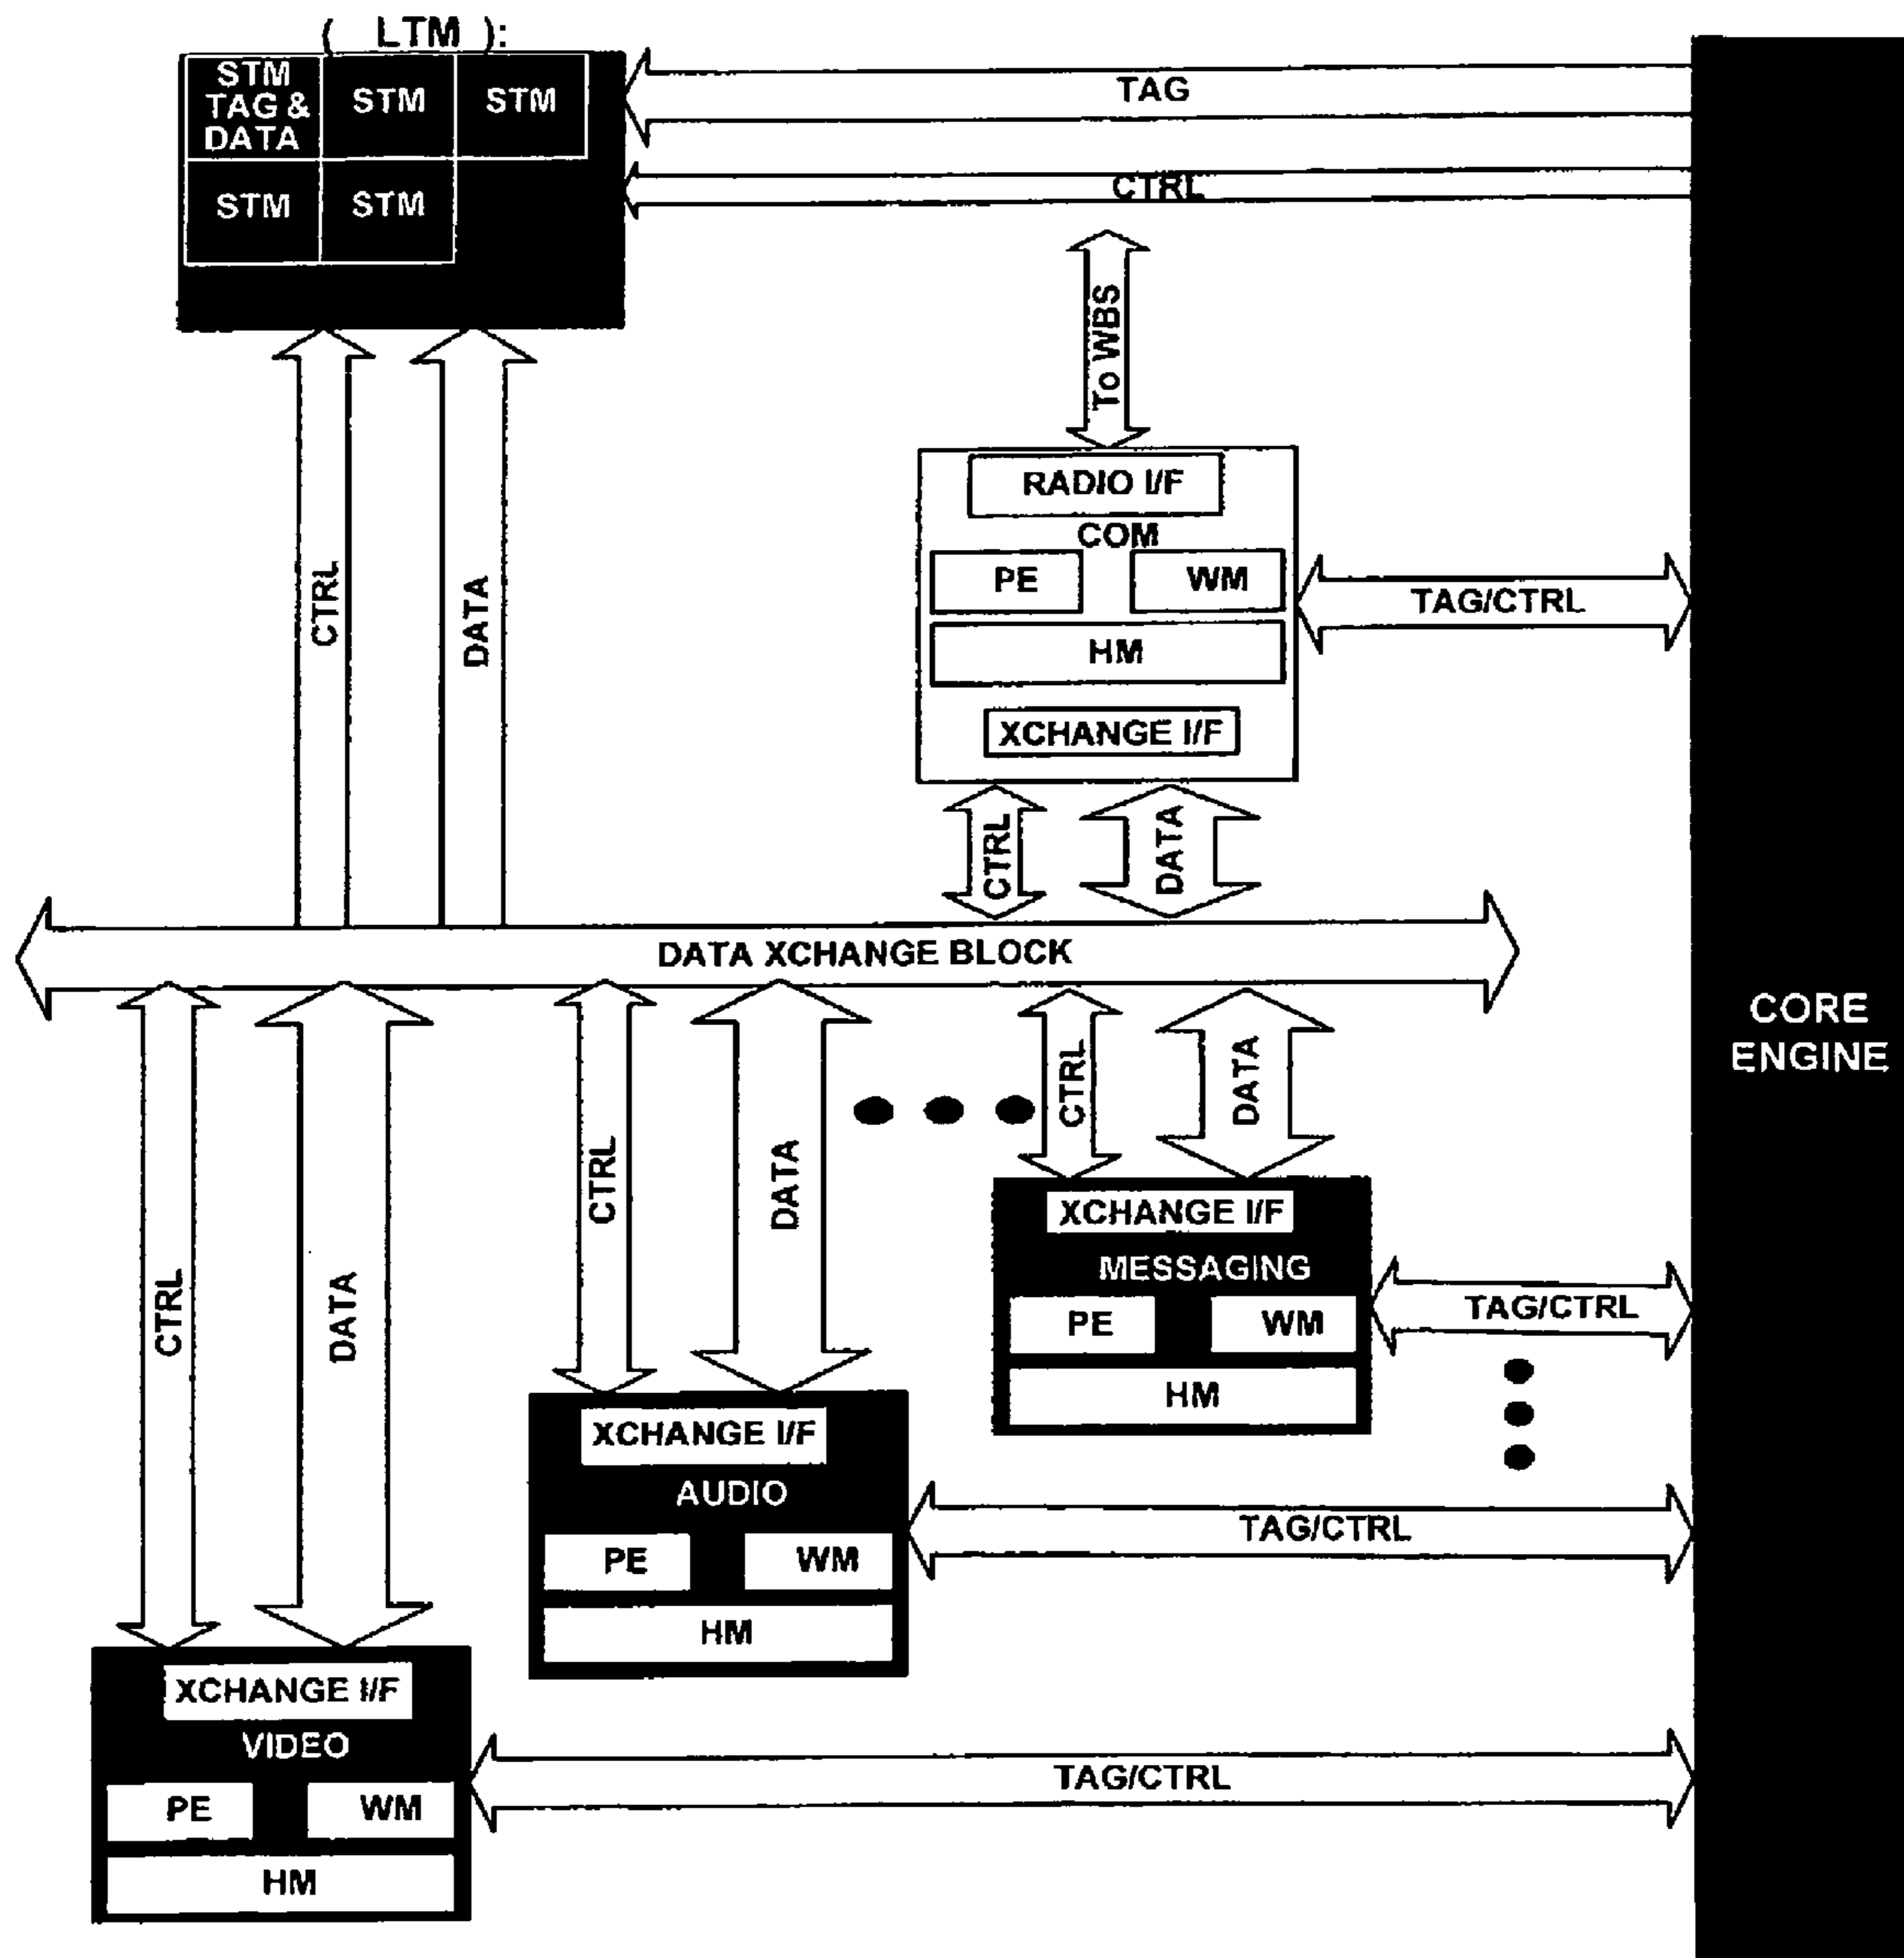 ( LTM ):
STM
TAG &
DATA
STM
STM
STM
STM
TAG
CTRL
To WBS
RADIO I/F
COM
PE
WM
HM
XCHANGE I/F
TAG/CTRL
CTRL
DATA
CTRL
DATA
DATA XCHANGE BLOCK
CORE
ENGINE
CTRL
DATA
CTRL
DATA
CTRL
DATA
XCHANGE I/F
MESSAGING
PE
WM
HM
TAG/CTRL
XCHANGE I/F
AUDIO
PE
WM
HM
TAG/CTRL
XCHANGE I/F
VIDEO
PE
WM
HM
TAG/CTRL